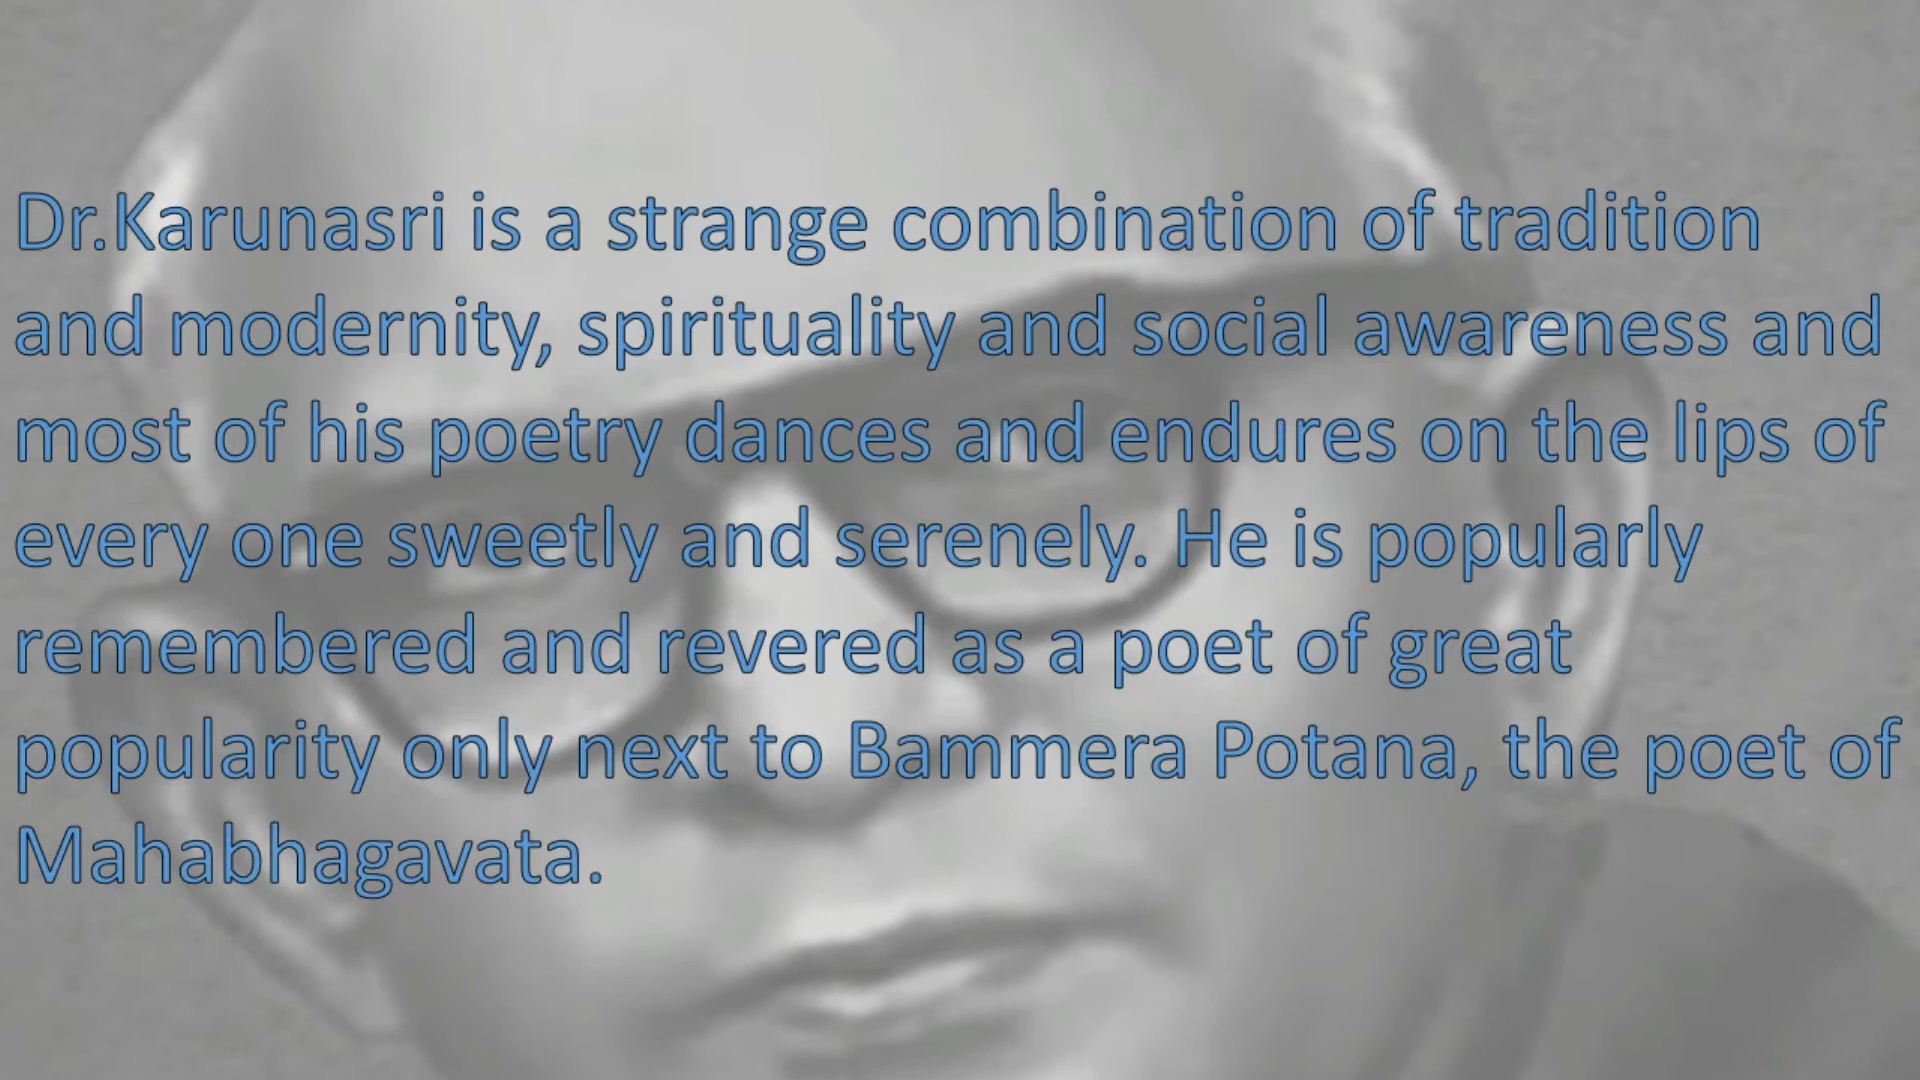 Dr.Karunasri is a strange combination of tradition
and modernity, spirituality and social awareness and
most of his poetry dances and endures on the lips of
every one sweetly and serenely. He is popularly
remembered and revered as a poet of great
popularity only next to Bammera Potana, the poet of
Mahabhagavata.